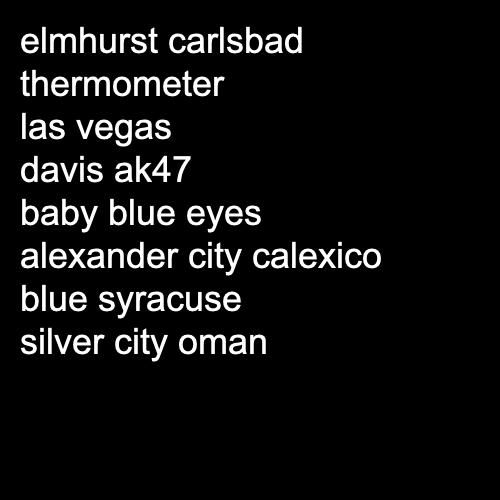 elmhurst carlsbad
thermometer
las vegas
davis ak47
baby blue eyes
alexander city calexico
blue syracuse
silver city oman